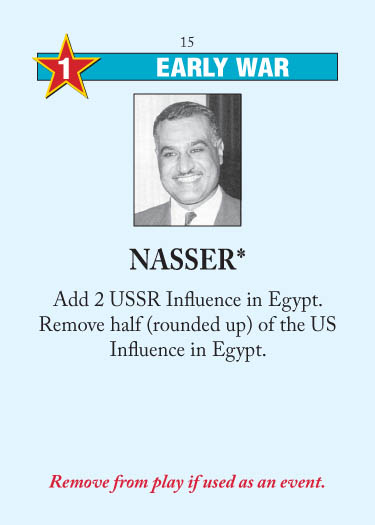 15
1 EARLY WAR
NASSER*
Add 2 USSR Influence in Egypt.
Remove half (rounded up) of the US
Influence in Egypt.
Remove from play if used as an event.